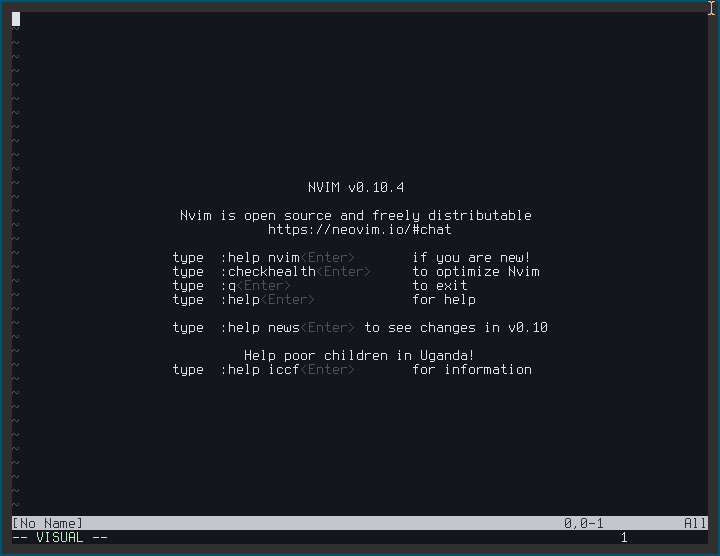 ~
~
~
~
~
~
~
~
~
~
~
NVIM v0.10.4
~
Nvim is open source and freely distributable
https://neovim.io/#chat
~
type :help nvim<Enter> if you are new!
type :checkhealth<Enter> to optimize Nvim
type :q<Enter> to exit
type :help<Enter> for help
~
type :help news<Enter> to see changes in v0.10
~
Help poor children in Uganda!
type :help iccf<Enter> for information
~
~
~
~
~
~
~
~
~
[No Name] 0,0-1 All
-- VISUAL -- 1